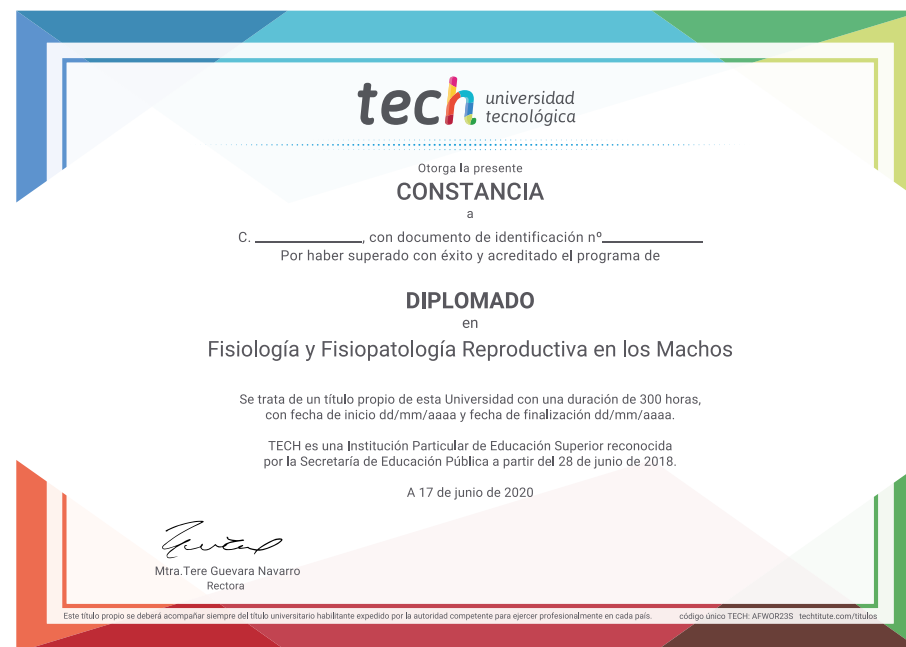 tech universidad
tecnológica
Otorga la presente
CONSTANCIA
a
C. ____________, con documento de identificación nº____________
Por haber superado con éxito y acreditado el programa de
DIPLOMADO
en
Fisiología y Fisiopatología Reproductiva en los Machos
Se trata de un título propio de esta Universidad con una duración de 300 horas,
con fecha de inicio dd/mm/aaaa y fecha de finalización dd/mm/aaaa.
TECH es una Institución Particular de Educación Superior reconocida
por la Secretaría de Educación Pública a partir del 28 de junio de 2018.
A 17 de junio de 2020
Mtra.Tere Guevara Navarro
Rectora
Este título propio se deberá acompañar siempre del título universitario habilitante expedido por la autoridad competente para ejercer profesionalmente en cada país. código único TECH: AFWOR23S techtitute.com/titulos